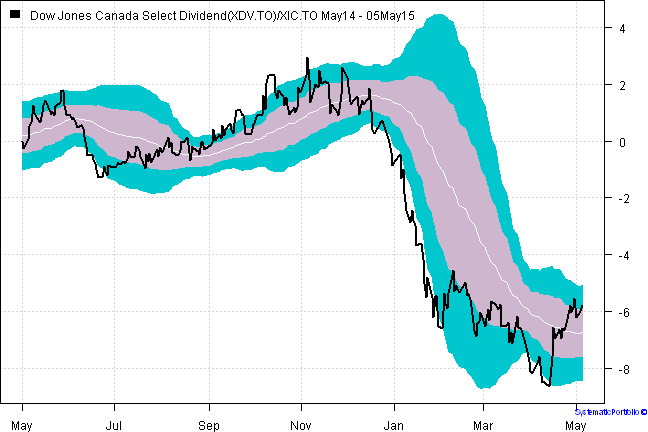 Dow Jones Canada Select Dividend(XDV.TO)/XIC.TO May14 - 05May15
4
2
0
-2
-4
-6
-8
SystematicPortfolio ©
May
Jul
Sep
Nov
Jan
Mar
May